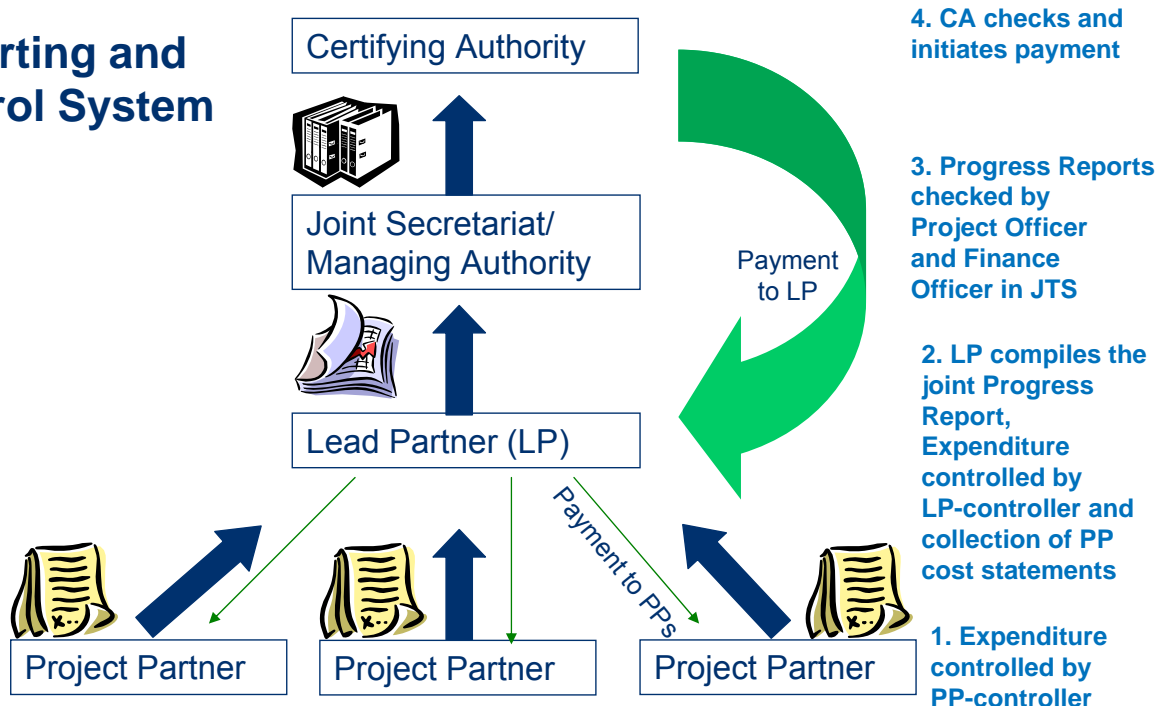 rting and
rol System
Certifying Authority
Joint Secretariat/
Managing Authority
Lead Partner (LP)
Project Partner
Project Partner
Project Partner
Payment
to LP
Payment to PPs
4. CA checks and
initiates payment
3. Progress Reports
checked by
Project Officer
and Finance
Officer in JTS
2. LP compiles the
joint Progress
Report,
Expenditure
controlled by
LP-controller and
collection of PP
cost statements
1. Expenditure
controlled by
PP-controller